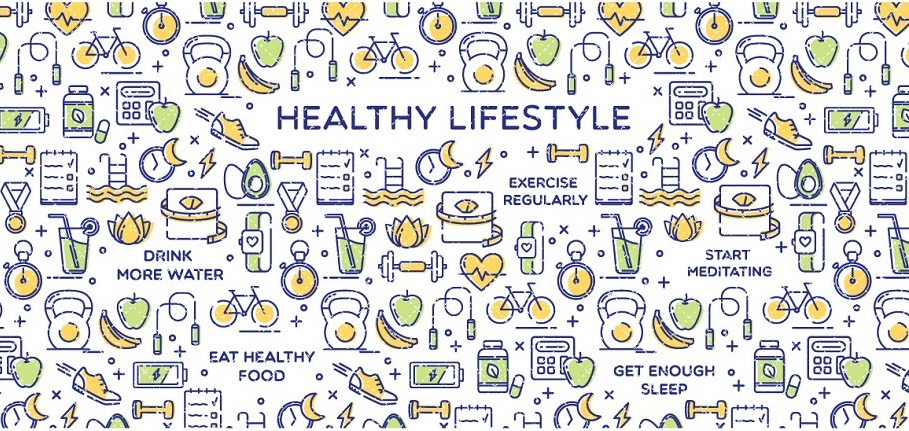 HEALTHY LIFESTYLE
EXERCISE
REGULARLY
DRINK
MORE WATER
START
MEDITATING
EAT HEALTHY
FOOD
GET ENOUGH
SLEEP